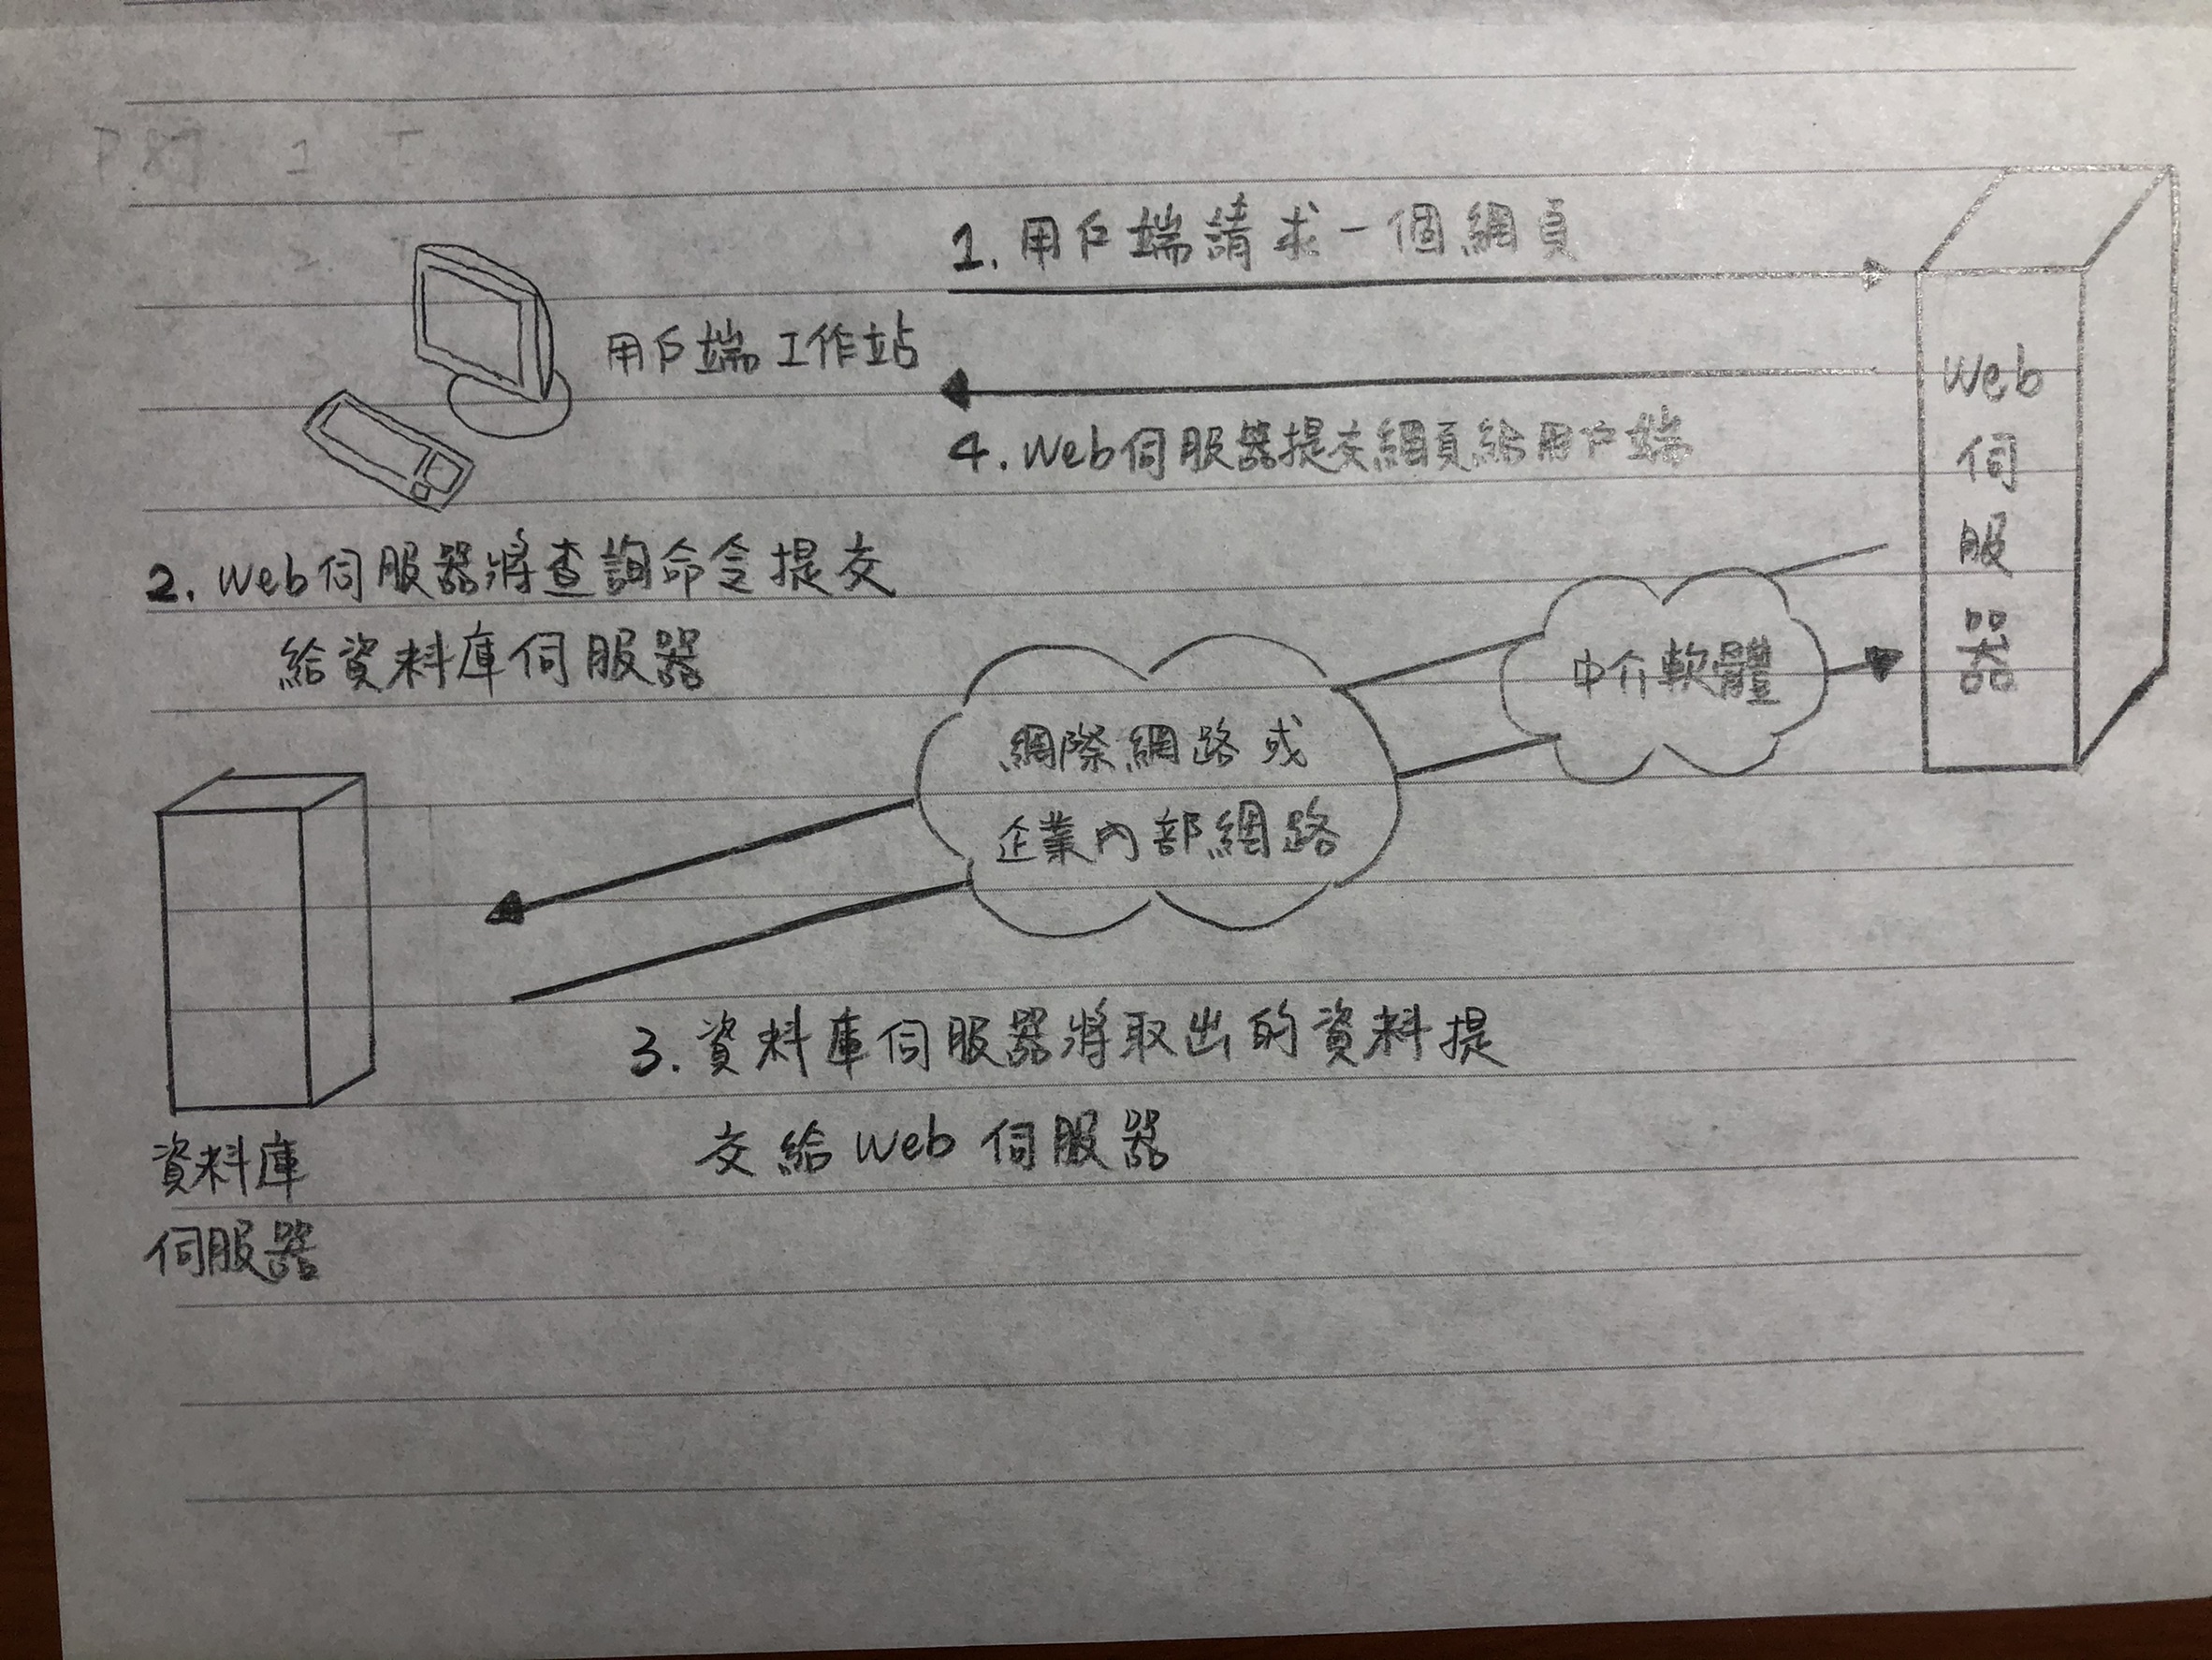 1. 用戶端請求一個網頁
用戶端工作站
4. Web伺服器提交網頁給用戶端
Web
伺
服
器
2. Web伺服器將查詢命令提交
給資料庫伺服器
中介軟體
網際網路或
企業內部網路
3. 資料庫伺服器將取出的資料提
交給 Web 伺服器
資料庫
伺服器